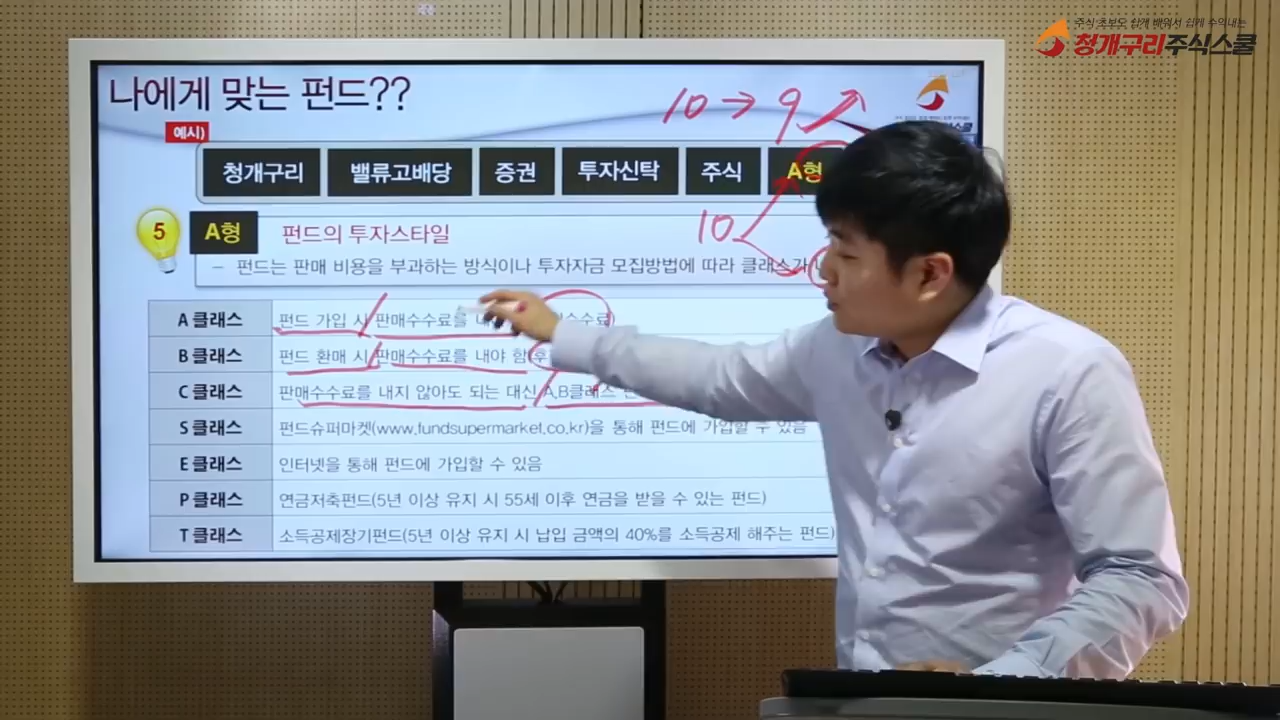 주식 초보도 쉽게 배워서 쉽게 수익내는
청개구리주식스쿨
나에게 맞는 펀드??
10 → 9
예시)
청개구리 밸류고배당 증권 투자신탁 주식 A형
10
5 A형 펀드의 투자스타일
– 펀드는 판매 비용을 부과하는 방식이나 투자자금 모집방법에 따라 클래스가
A 클래스 펀드 가입 시 판매수수료를
B 클래스 펀드 환매 시 판매수수료를 내야 함
C 클래스 판매수수료를 내지 않아도 되는 대신 A,B클래스
S 클래스 펀드슈퍼마켓(www.fundsupermarket.co.kr)을 통해 펀드에 가입할 수 있음
E 클래스 인터넷을 통해 펀드에 가입할 수 있음
P 클래스 연금저축펀드(5년 이상 유지 시 55세 이후 연금을 받을 수 있는 펀드)
T 클래스 소득공제장기펀드(5년 이상 유지 시 납입 금액의 40%를 소득공제 해주는 펀드)